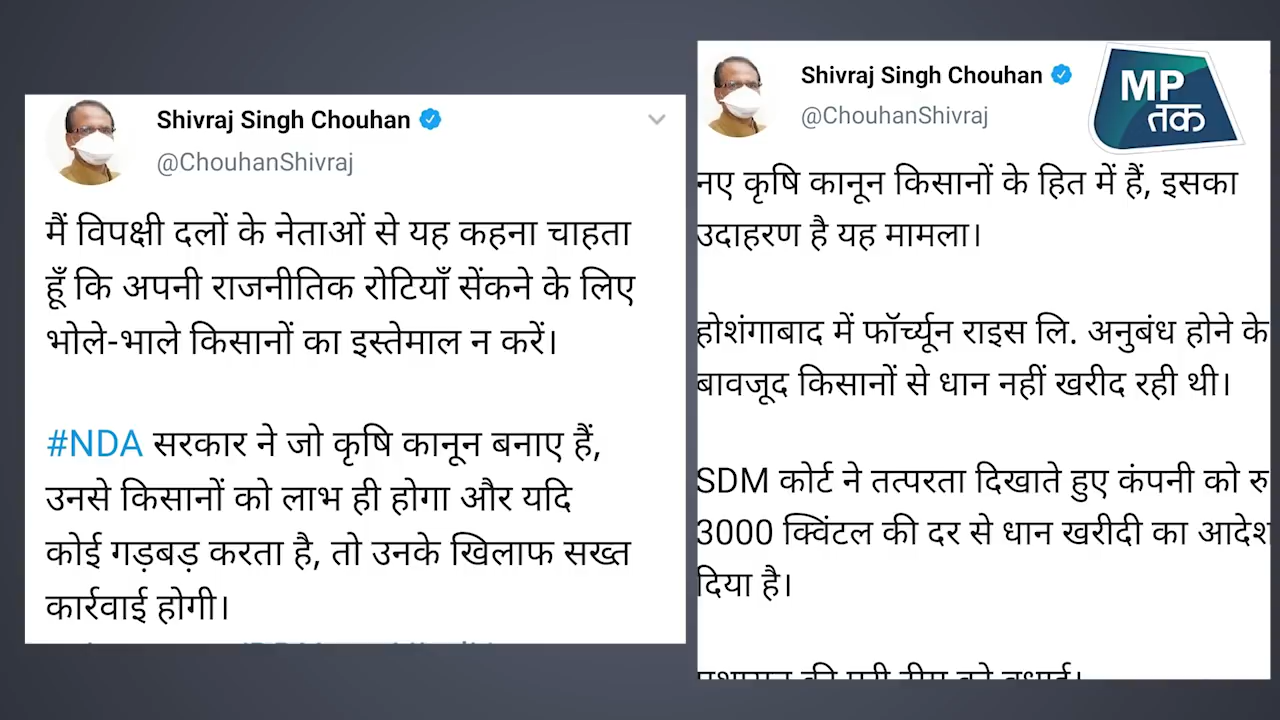 Shivraj Singh Chouhan
@ChouhanShivraj
मैं विपक्षी दलों के नेताओं से यह कहना चाहता
हूँ कि अपनी राजनीतिक रोटियाँ सेंकने के लिए
भोले-भाले किसानों का इस्तेमाल न करें।
#NDA सरकार ने जो कृषि कानून बनाए हैं,
उनसे किसानों को लाभ ही होगा और यदि
कोई गड़बड़ करता है, तो उनके खिलाफ सख्त
कार्रवाई होगी।
Shivraj Singh Chouhan
@ChouhanShivraj
MP
तक
नए कृषि कानून किसानों के हित में हैं, इसका
उदाहरण है यह मामला।
होशंगाबाद में फॉर्च्यून राइस लि. अनुबंध होने के
बावजूद किसानों से धान नहीं खरीद रही थी।
SDM कोर्ट ने तत्परता दिखाते हुए कंपनी को रु
3000 क्विंटल की दर से धान खरीदी का आदेश
दिया है।